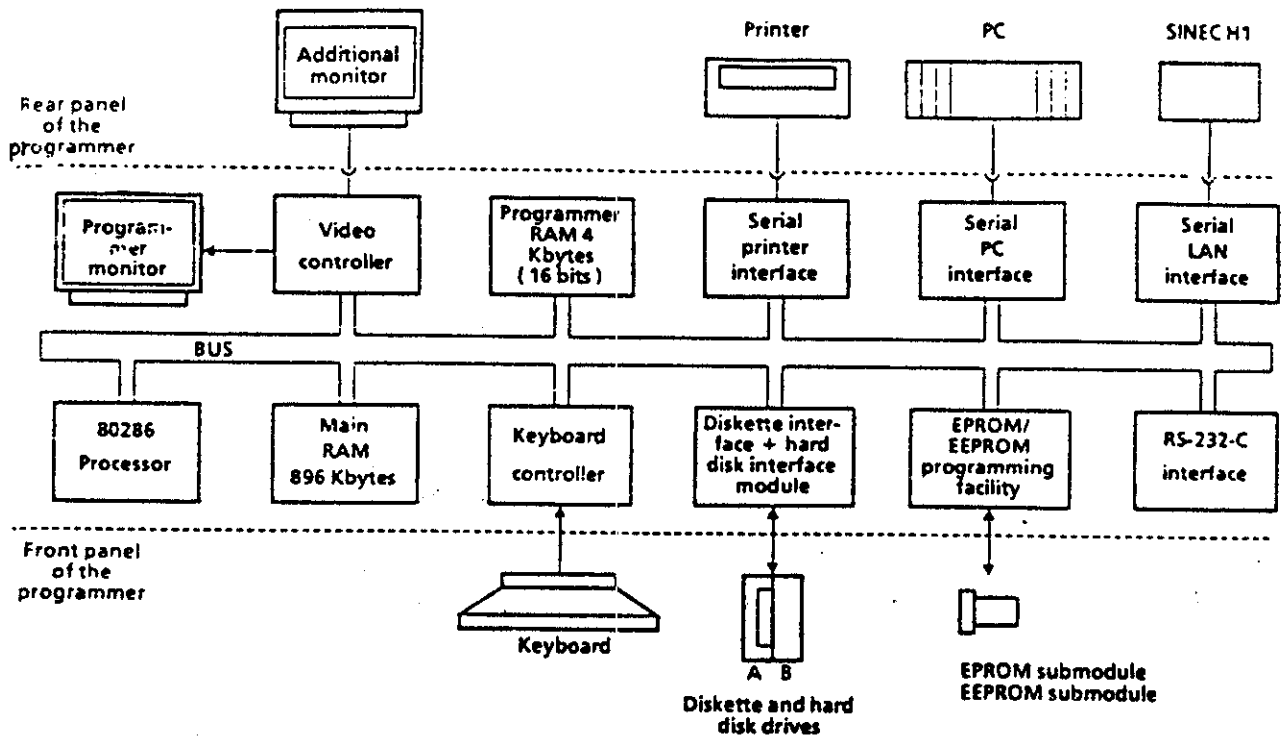 Additional
monitor
Printer
PC
SINEC H1
Rear panel
of the
programmer
Program-
mer
monitor
Video
controller
Programmer
RAM 4
Kbytes
( 16 bits )
Serial
printer
interface
Serial
PC
interface
Serial
LAN
interface
BUS
80286
Processor
Main
RAM
896 Kbytes
Keyboard
controller
Diskette inter-
face + hard
disk interface
module
EPROM/
EEPROM
programming
facility
RS-232-C
interface
Front panel
of the
programmer
Keyboard
A B
Diskette and hard
disk drives
EPROM submodule
EEPROM submodule